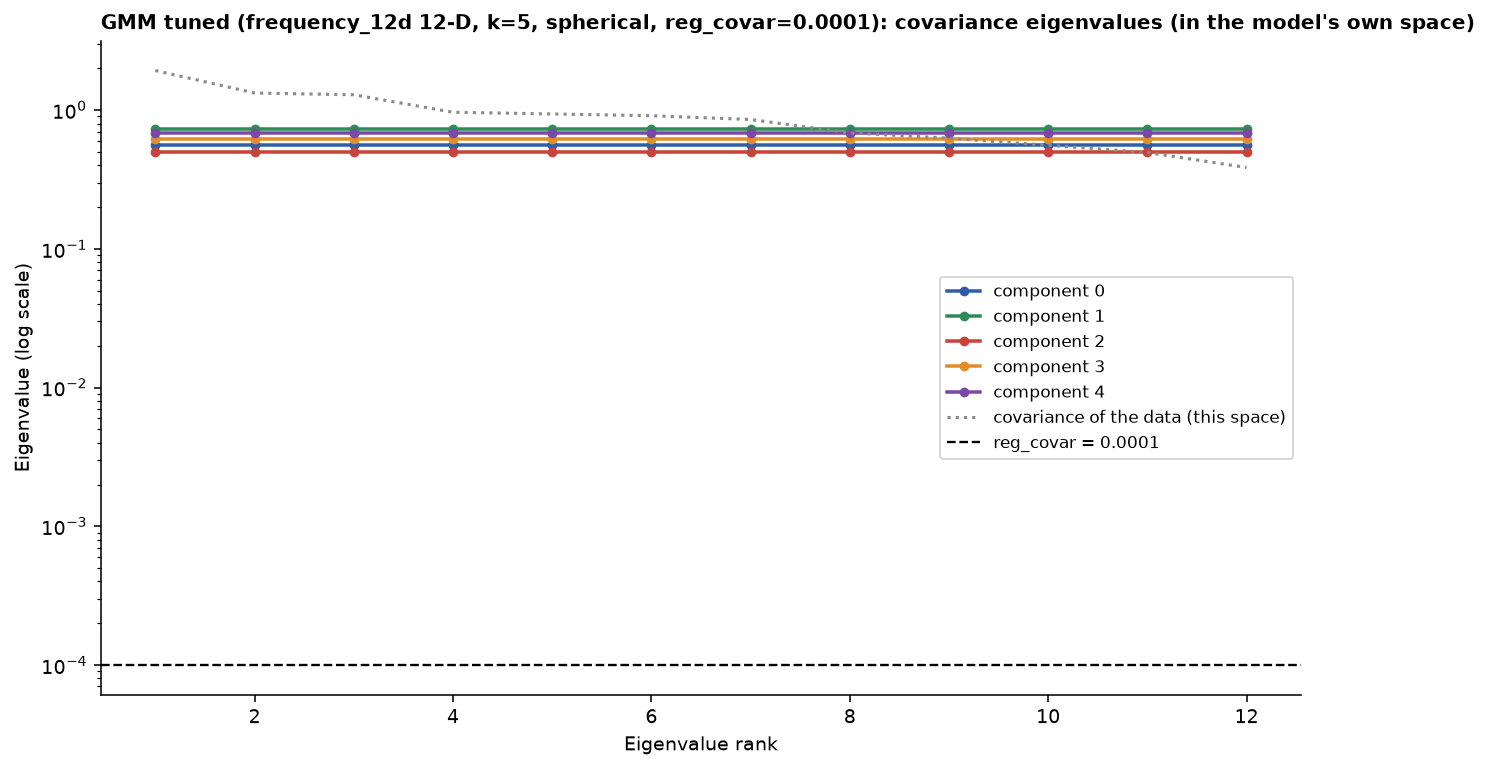 GMM tuned (frequency_12d 12-D, k=5, spherical, reg_covar=0.0001): covariance eigenvalues (in the model's own space)
Eigenvalue (log scale)
10⁰
10⁻¹
10⁻²
10⁻³
10⁻⁴
component 0
component 1
component 2
component 3
component 4
covariance of the data (this space)
reg_covar = 0.0001
2 4 6 8 10 12
Eigenvalue rank